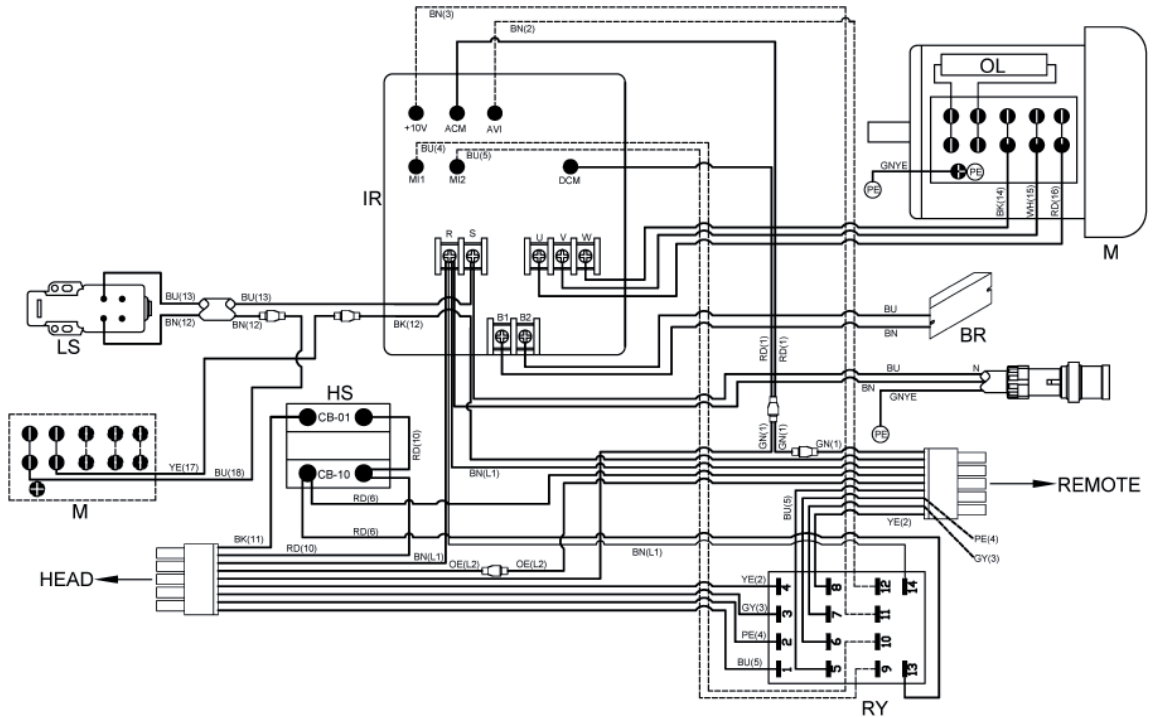 BN(3)
BN(2)
+10V
ACM
AVI
BU(4)
BU(5)
MI1
MI2
DCM
IR
OL
GNYE
PE
PE
BK(14)
WH(15)
RD(16)
M
R
S
U
V
W
BU(13)
BU(13)
BN(12)
BN(12)
BK(12)
LS
B1
B2
BU
BN
BR
RD(1)
RD(1)
BU
N
BN
GNYE
PE
HS
CB-01
RD(10)
CB-10
GN(1)
GN(1)
GN(1)
YE(17)
BU(18)
M
BN(L1)
RD(6)
REMOTE
BU(5)
YE(2)
RD(6)
PE(4)
GY(3)
BK(11)
RD(10)
BN(L1)
BN(L1)
OE(L2)
OE(L2)
HEAD
YE(2)
GY(3)
PE(4)
BU(5)
4
8
12
14
3
7
11
2
6
10
1
5
9
13
RY